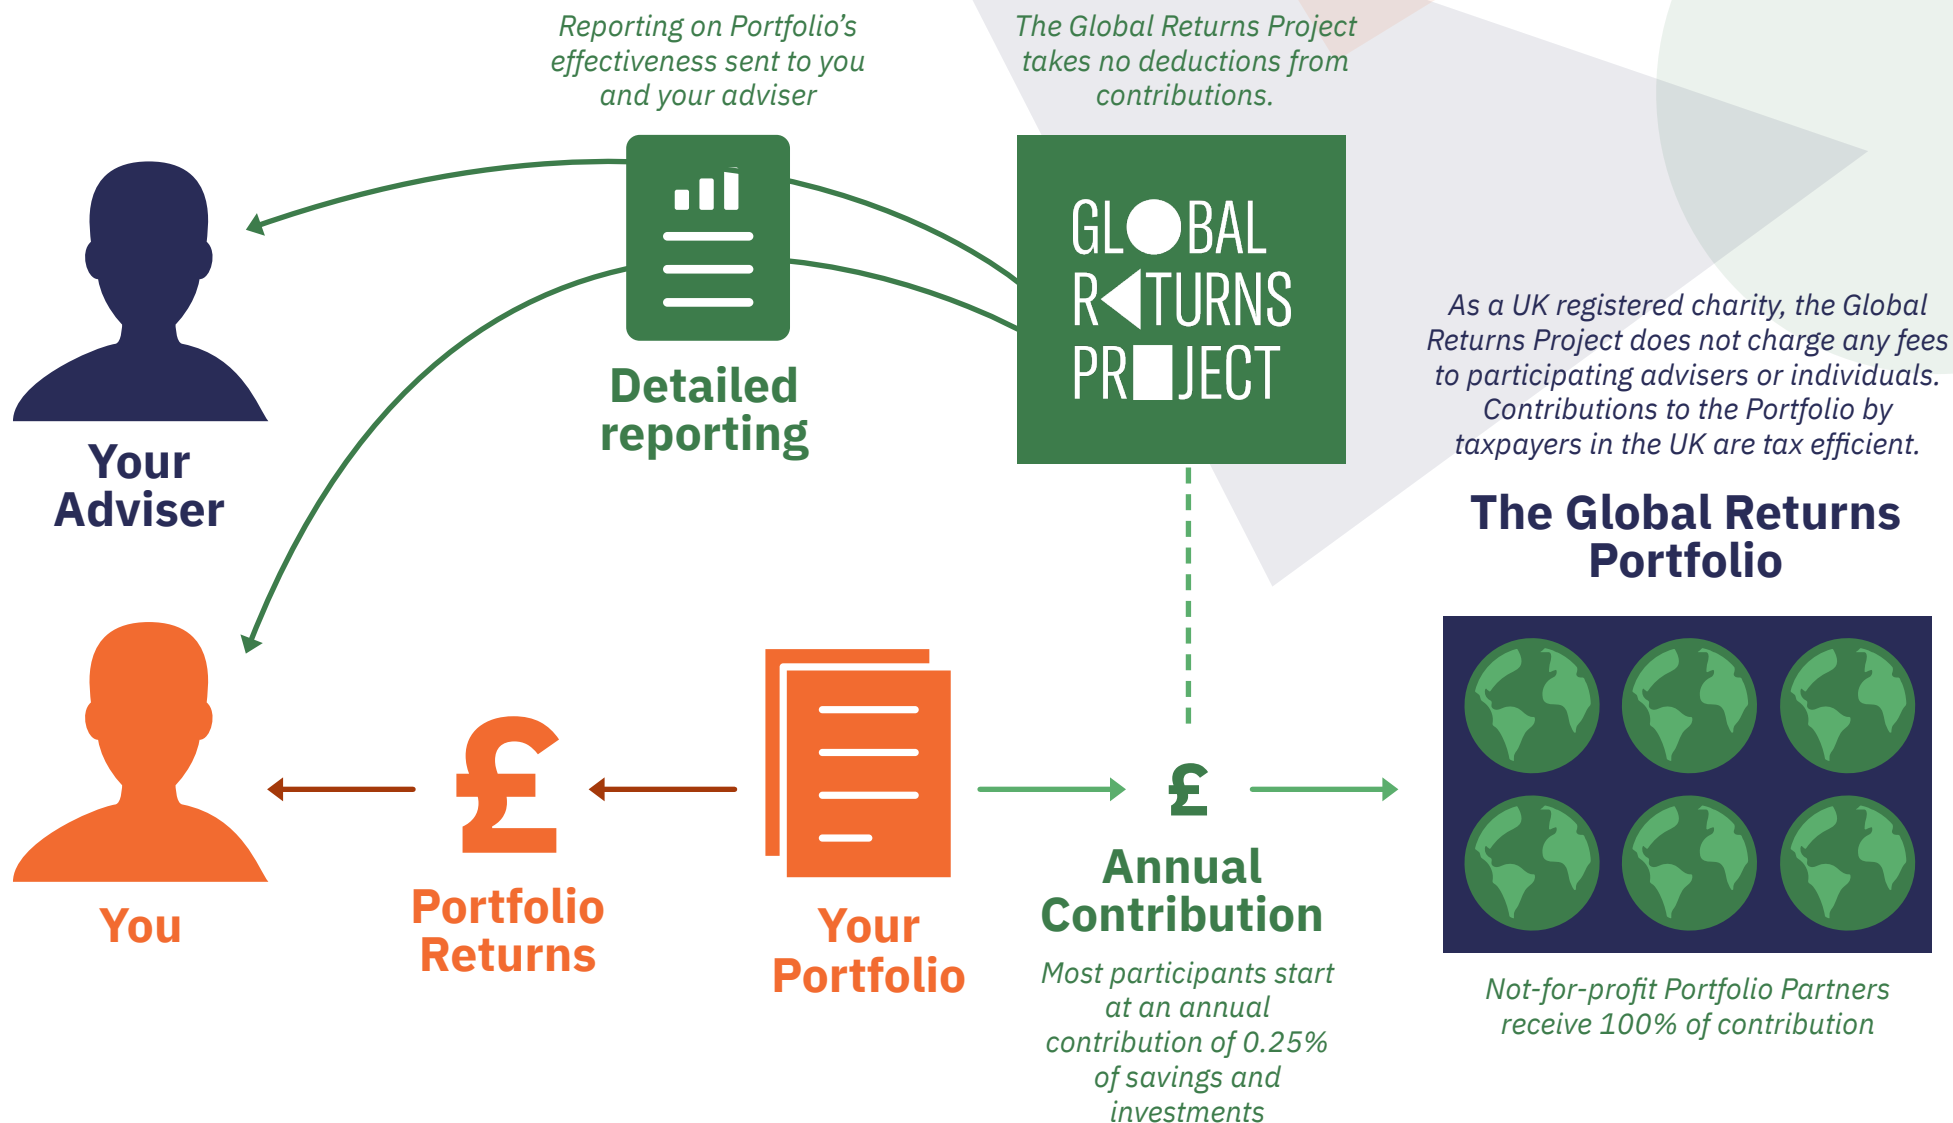 Reporting on Portfolio's
effectiveness sent to you
and your adviser
The Global Returns Project
takes no deductions from
contributions.
GLOBAL
RETURNS
PROJECT
Detailed
reporting
Your
Adviser
As a UK registered charity, the Global
Returns Project does not charge any fees
to participating advisers or individuals.
Contributions to the Portfolio by
taxpayers in the UK are tax efficient.
The Global Returns
Portfolio
You
£
Portfolio
Returns
Your
Portfolio
£
Annual
Contribution
Most participants start
at an annual
contribution of 0.25%
of savings and
investments
Not-for-profit Portfolio Partners
receive 100% of contribution